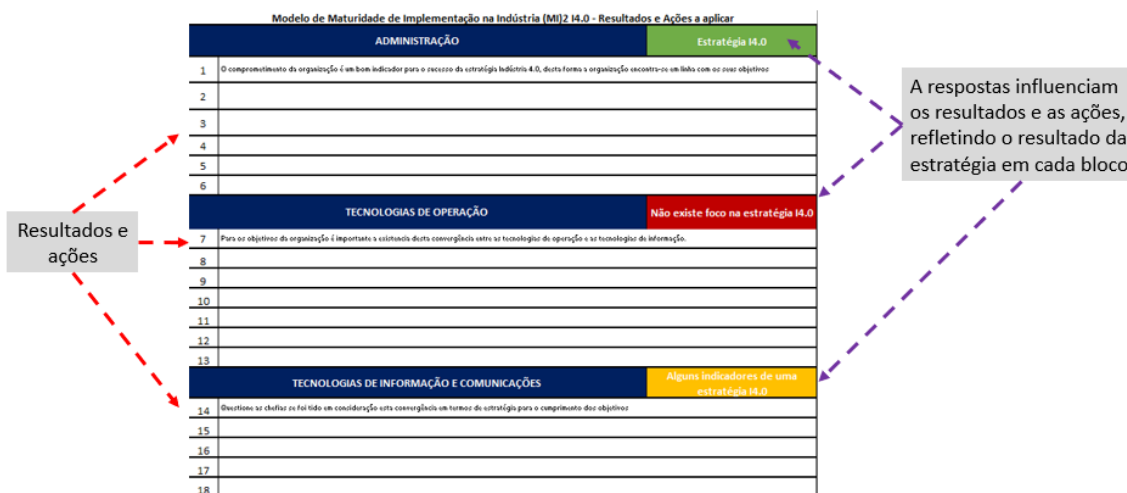 Modelo de Maturidade de Implementação na Indústria (MI)2 I4.0 - Resultados e Ações a aplicar
ADMINISTRAÇÃO
Estratégia I4.0
1 O comprometimento da organização é um bom indicador para o sucesso da estratégia Indústria 4.0, desta forma a organização encontra-se em linha com os seus objetivos
2
3
4
5
6
TECNOLOGIAS DE OPERAÇÃO
Não existe foco na estratégia I4.0
7 Para os objetivos da organização é importante a existencia desta convergência entre as tecnologias de operação e as tecnologias de informação.
8
9
10
11
12
13
TECNOLOGIAS DE INFORMAÇÃO E COMUNICAÇÕES
Alguns indicadores de uma
estratégia I4.0
14 Questione as chefias se foi tido em consideração esta convergência em termos de estratégia para o cumprimento dos objetivos
15
16
17
18
Resultados e
ações
A respostas influenciam
os resultados e as ações,
refletindo o resultado da
estratégia em cada bloco